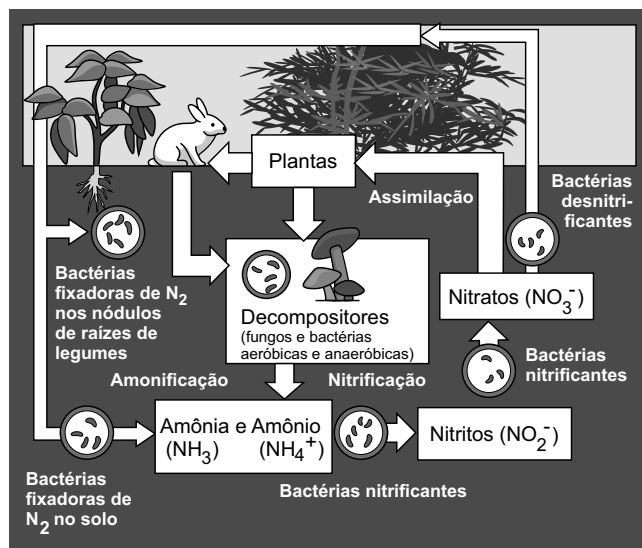 Plantas
Assimilação
Bactérias
desnitri-
ficantes
Bactérias
fixadoras de N₂
nos nódulos
de raízes de
legumes
Decompositores
(fungos e bactérias
aeróbicas e anaeróbicas)
Nitratos (NO₃⁻)
Bactérias
nitrificantes
Amonificação
Nitrificação
Amônia e Amônio
(NH₃) (NH₄⁺)
Nitritos (NO₂⁻)
Bactérias
fixadoras de
N₂ no solo
Bactérias nitrificantes